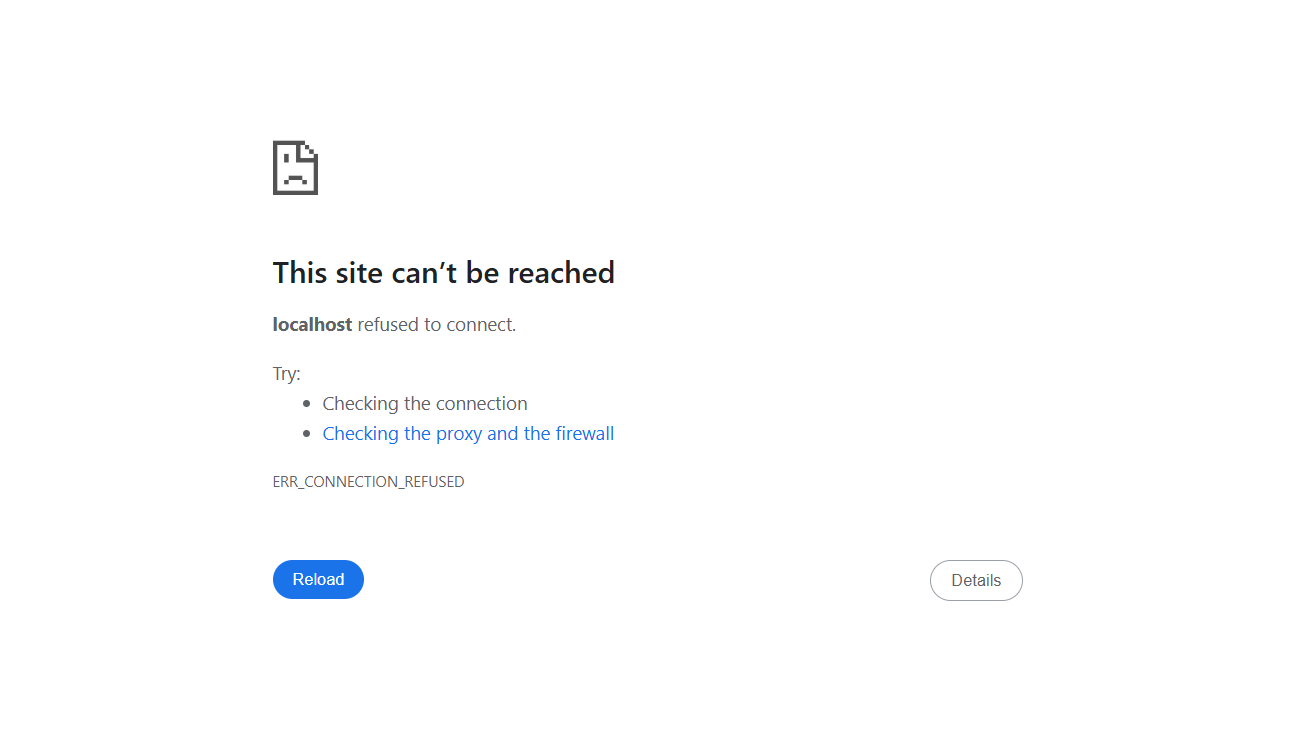 This site can’t be reached
localhost refused to connect.
Try:
Checking the connection
Checking the proxy and the firewall
ERR_CONNECTION_REFUSED
Reload
Details